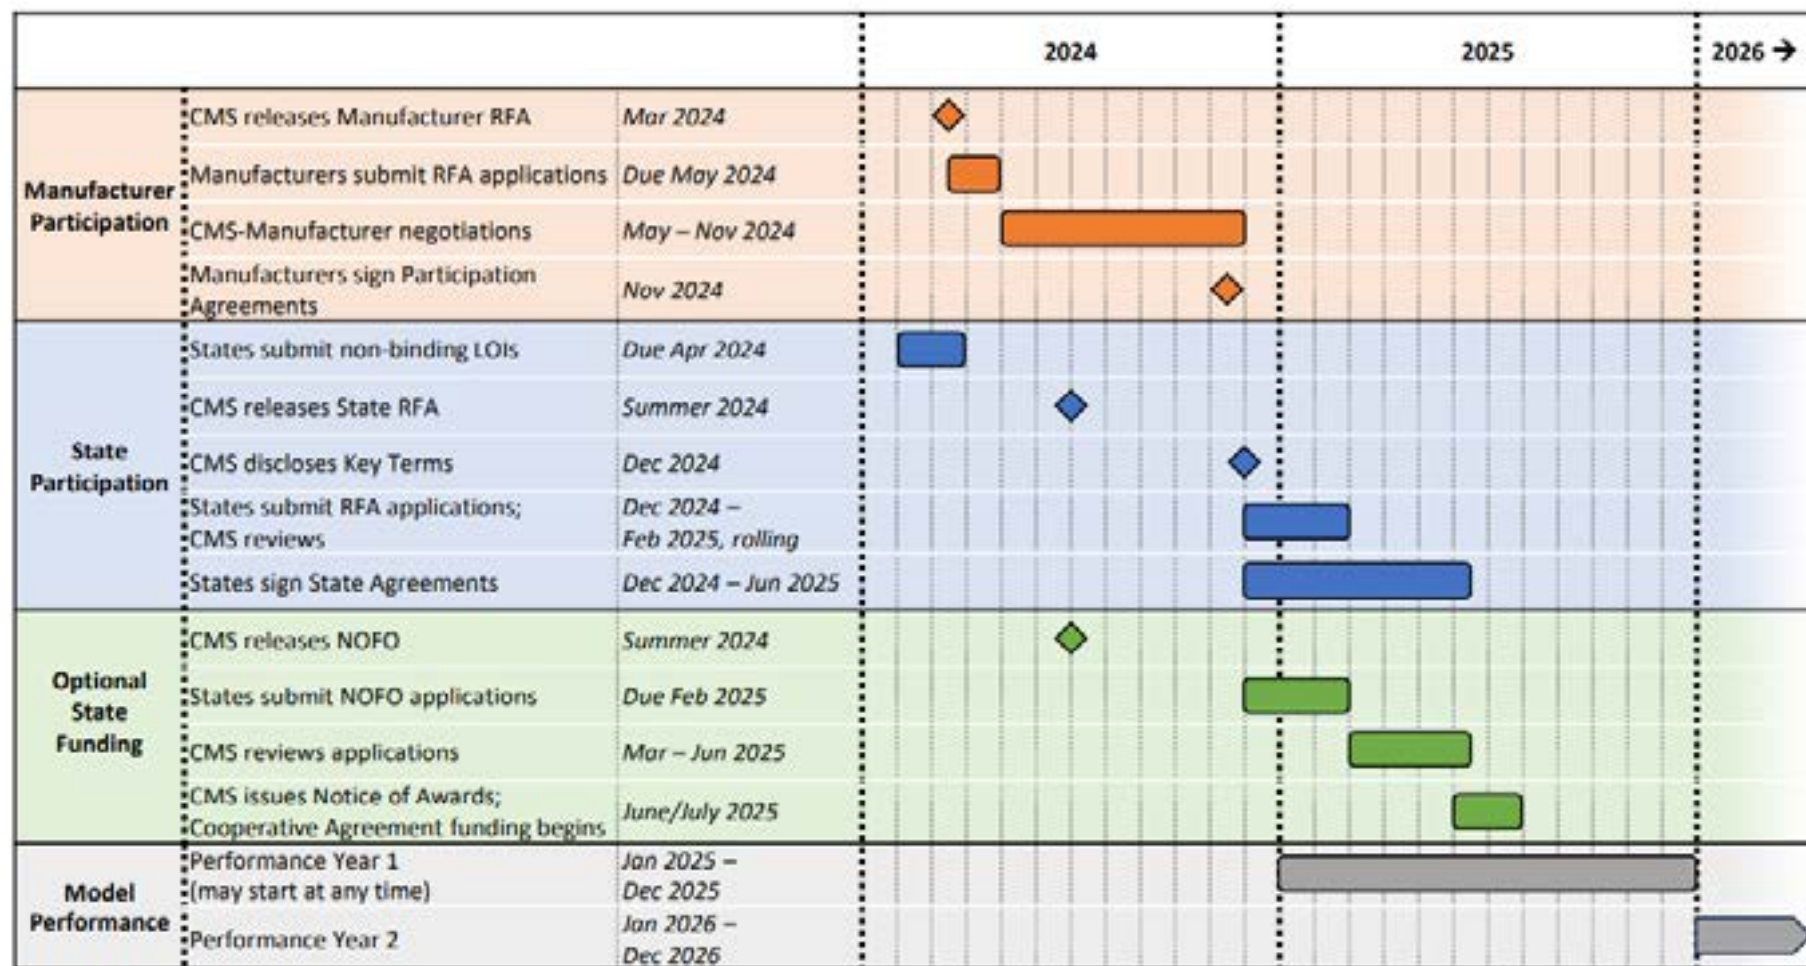 2024 2025 2026 →
Manufacturer
Participation
CMS releases Manufacturer RFA Mar 2024
Manufacturers submit RFA applications Due May 2024
CMS-Manufacturer negotiations May – Nov 2024
Manufacturers sign Participation
Agreements
Nov 2024
State
Participation
States submit non-binding LOIs Due Apr 2024
CMS releases State RFA Summer 2024
CMS discloses Key Terms Dec 2024
States submit RFA applications;
CMS reviews
Dec 2024 –
Feb 2025, rolling
States sign State Agreements Dec 2024 – Jun 2025
Optional
State
Funding
CMS releases NOFO Summer 2024
States submit NOFO applications Due Feb 2025
CMS reviews applications Mar – Jun 2025
CMS issues Notice of Awards;
Cooperative Agreement funding begins
June/July 2025
Model
Performance
Performance Year 1
(may start at any time)
Jan 2025 –
Dec 2025
Performance Year 2
Jan 2026 –
Dec 2026